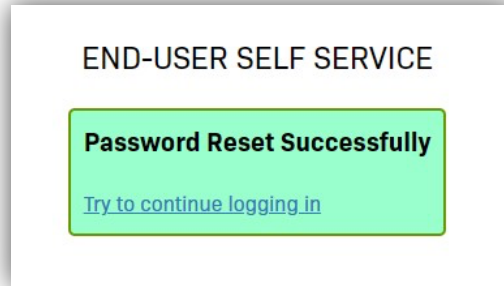 END-USER SELF SERVICE
Password Reset Successfully
Try to continue logging in